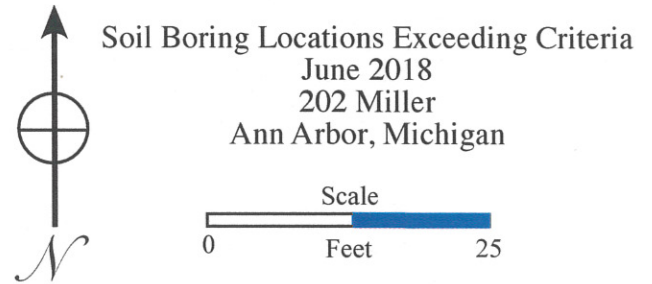 Soil Boring Locations Exceeding Criteria
June 2018
202 Miller
Ann Arbor, Michigan
Scale
0 Feet 25
N